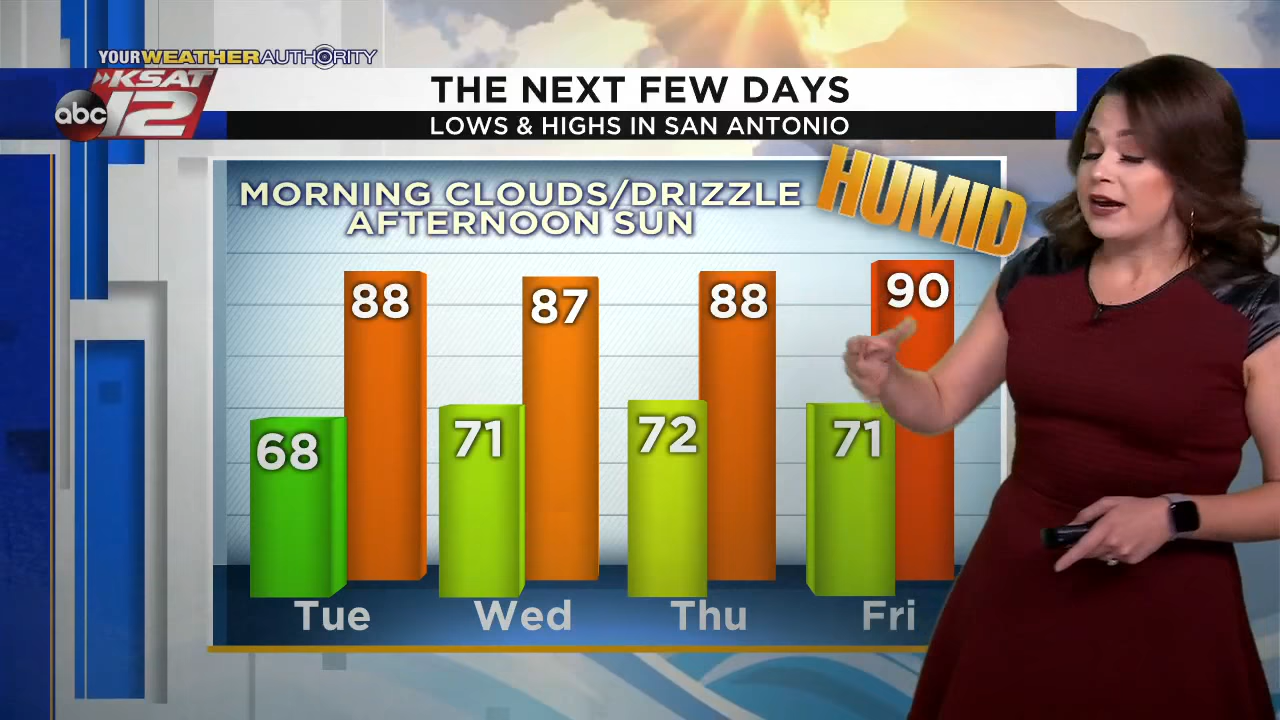 YOURWEATHERAUTHORITY
KSAT
abc 12
THE NEXT FEW DAYS
LOWS & HIGHS IN SAN ANTONIO
MORNING CLOUDS/DRIZZLE
AFTERNOON SUN
HUMID
68 88 71 87 72 88 71 90
Tue Wed Thu Fri